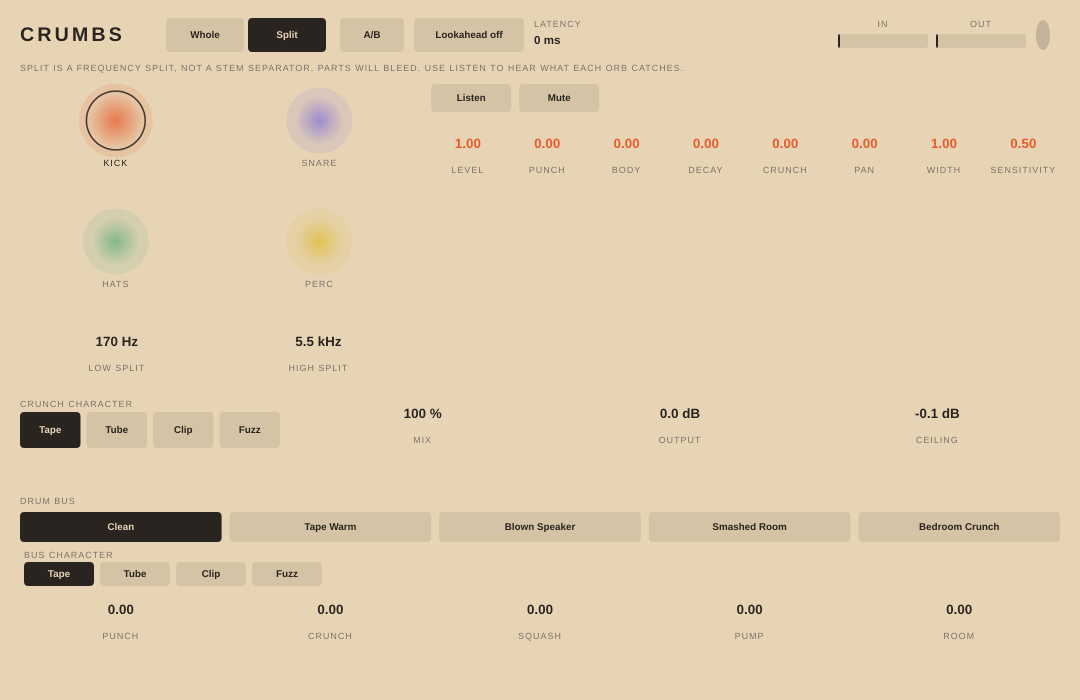 CRUMBS
Whole
Split
A/B
Lookahead off
LATENCY
0 ms
IN
OUT
SPLIT IS A FREQUENCY SPLIT, NOT A STEM SEPARATOR. PARTS WILL BLEED. USE LISTEN TO HEAR WHAT EACH ORB CATCHES.
KICK
SNARE
HATS
PERC
Listen
Mute
1.00 0.00 0.00 0.00 0.00 0.00 1.00 0.50
LEVEL PUNCH BODY DECAY CRUNCH PAN WIDTH SENSITIVITY
170 Hz 5.5 kHz
LOW SPLIT HIGH SPLIT
CRUNCH CHARACTER
Tape Tube Clip Fuzz
100 % 0.0 dB -0.1 dB
MIX OUTPUT CEILING
DRUM BUS
Clean Tape Warm Blown Speaker Smashed Room Bedroom Crunch
BUS CHARACTER
Tape Tube Clip Fuzz
0.00 0.00 0.00 0.00 0.00
PUNCH CRUNCH SQUASH PUMP ROOM